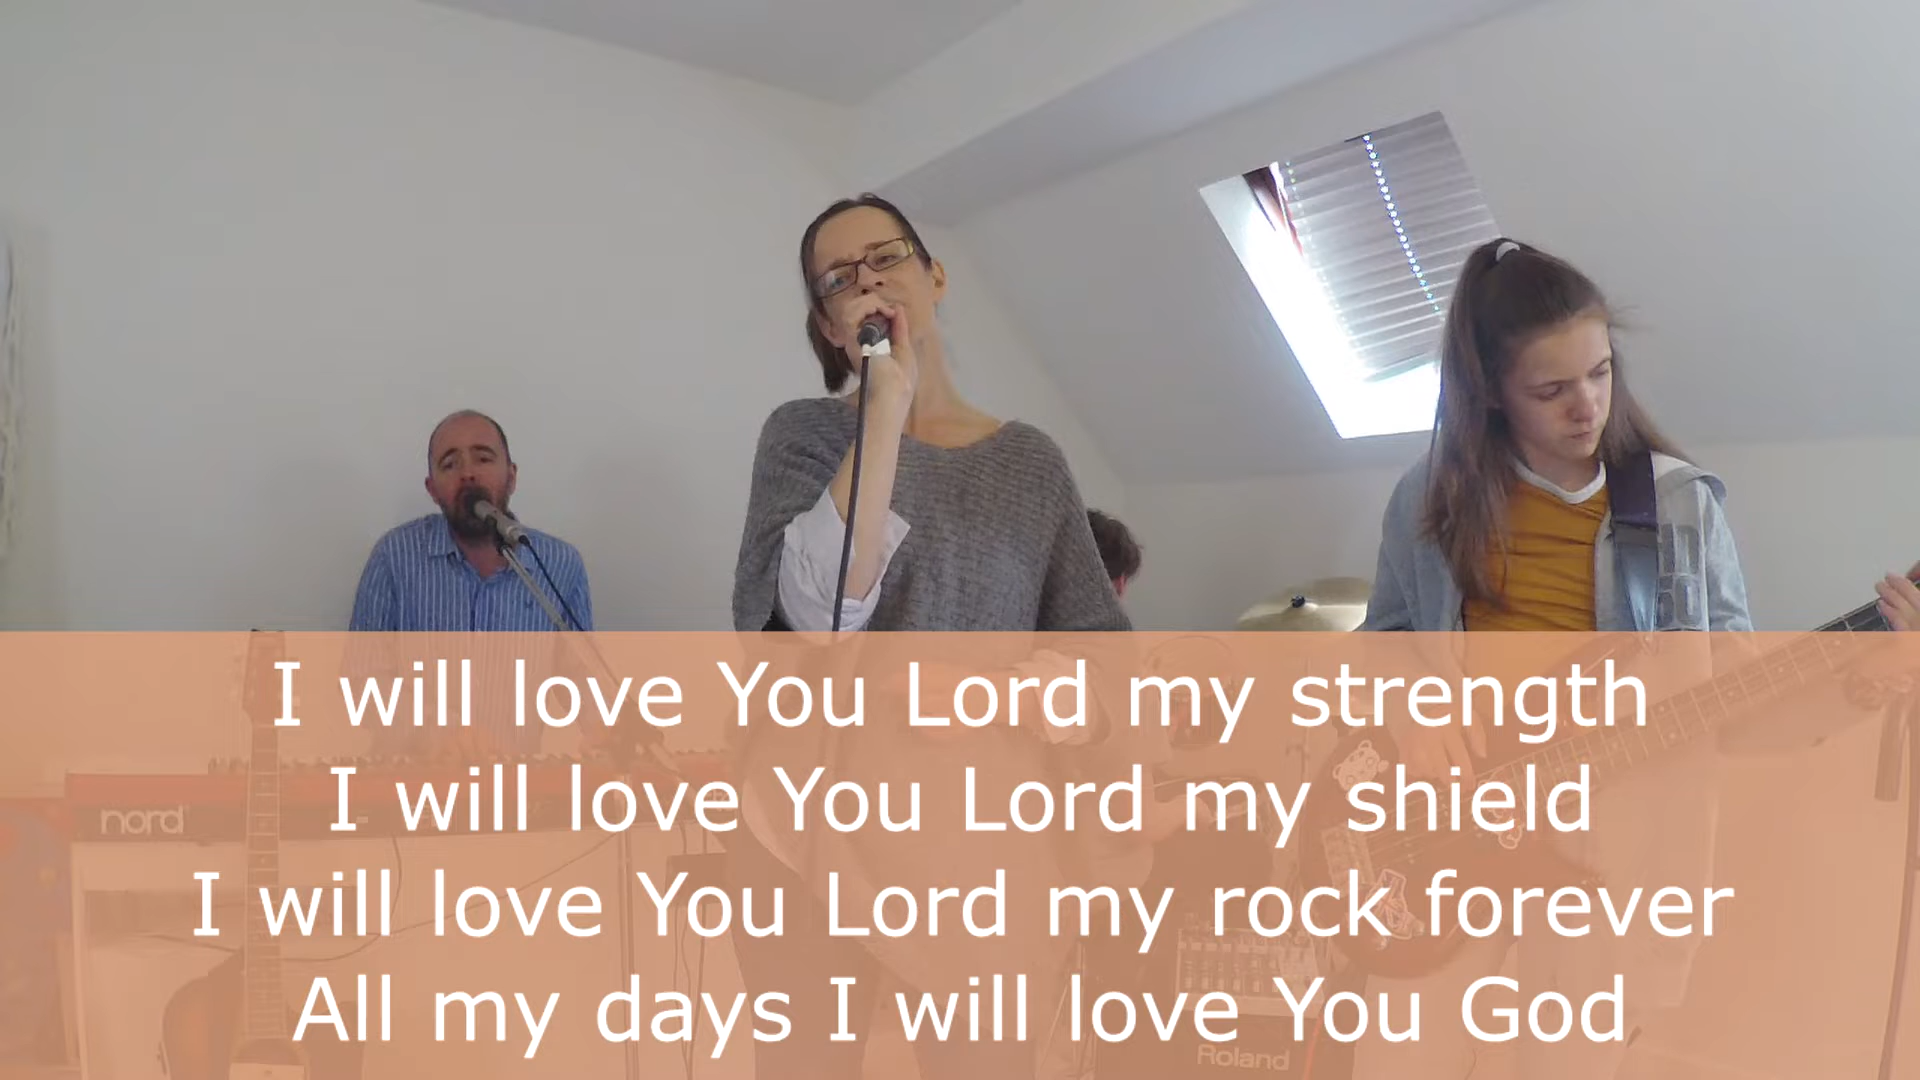 I will love You Lord my strength
I will love You Lord my shield
nord
I will love You Lord my rock forever
All my days I will love You God
Roland